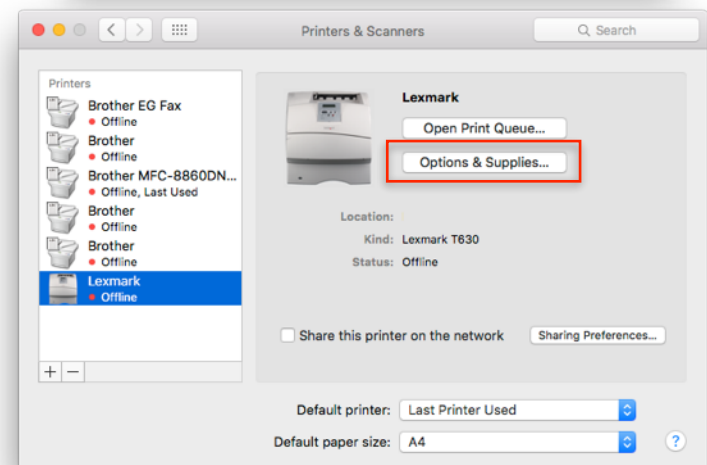 Printers & Scanners
Search
Printers
Brother EG Fax
Offline
Brother
Offline
Brother MFC-8860DN...
Offline, Last Used
Brother
Offline
Brother
Offline
Lexmark
Offline
+ −
Lexmark
Open Print Queue...
Options & Supplies...
Location:
Kind: Lexmark T630
Status: Offline
Share this printer on the network
Sharing Preferences...
Default printer: Last Printer Used
Default paper size: A4
?